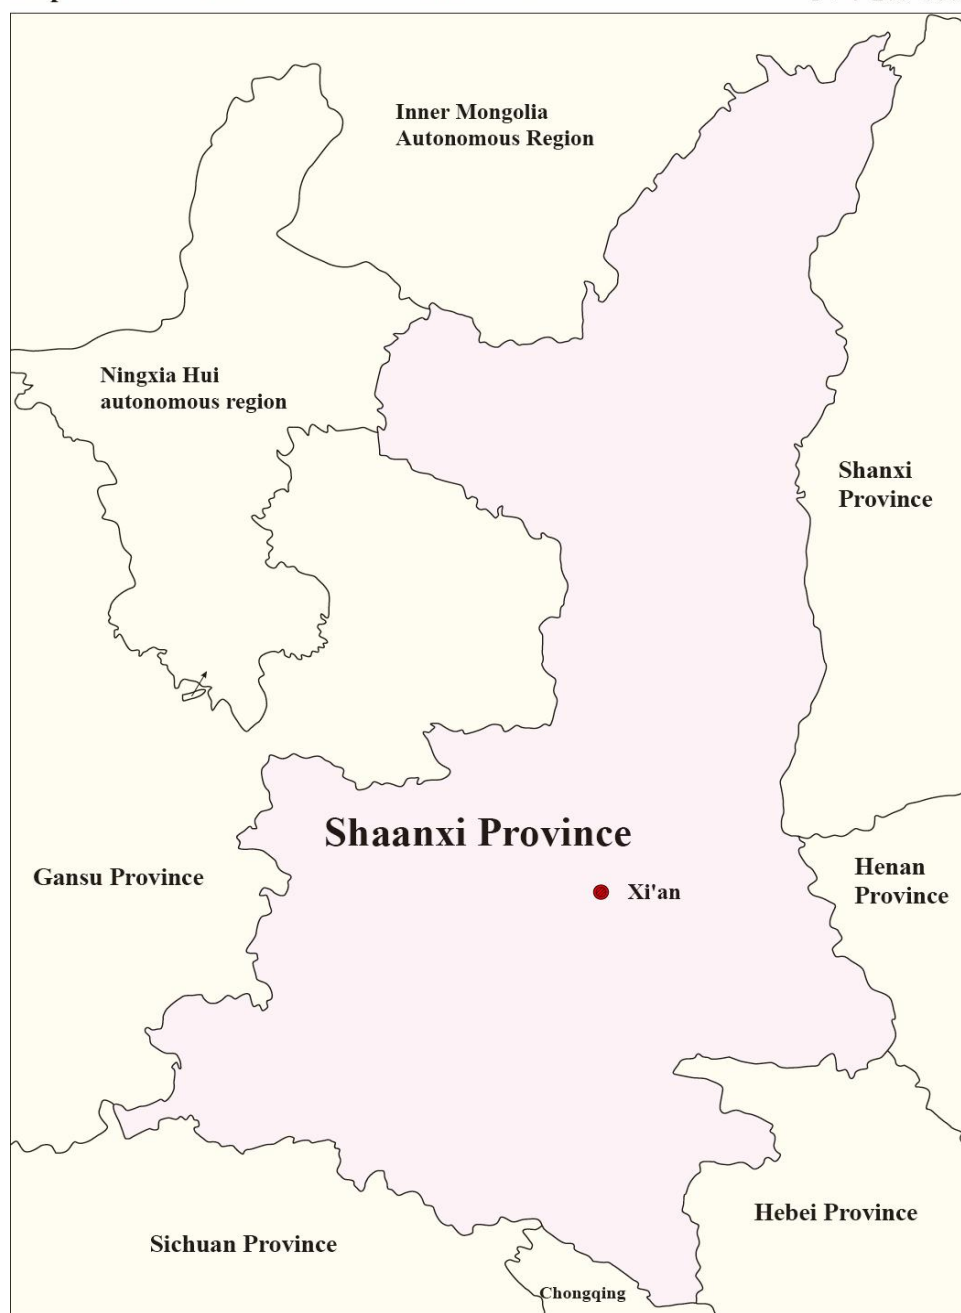 Inner Mongolia
Autonomous Region
Ningxia Hui
autonomous region
Shanxi
Province
Shaanxi Province
Gansu Province
Henan
Province
Xi'an
Hebei Province
Sichuan Province
Chongqing